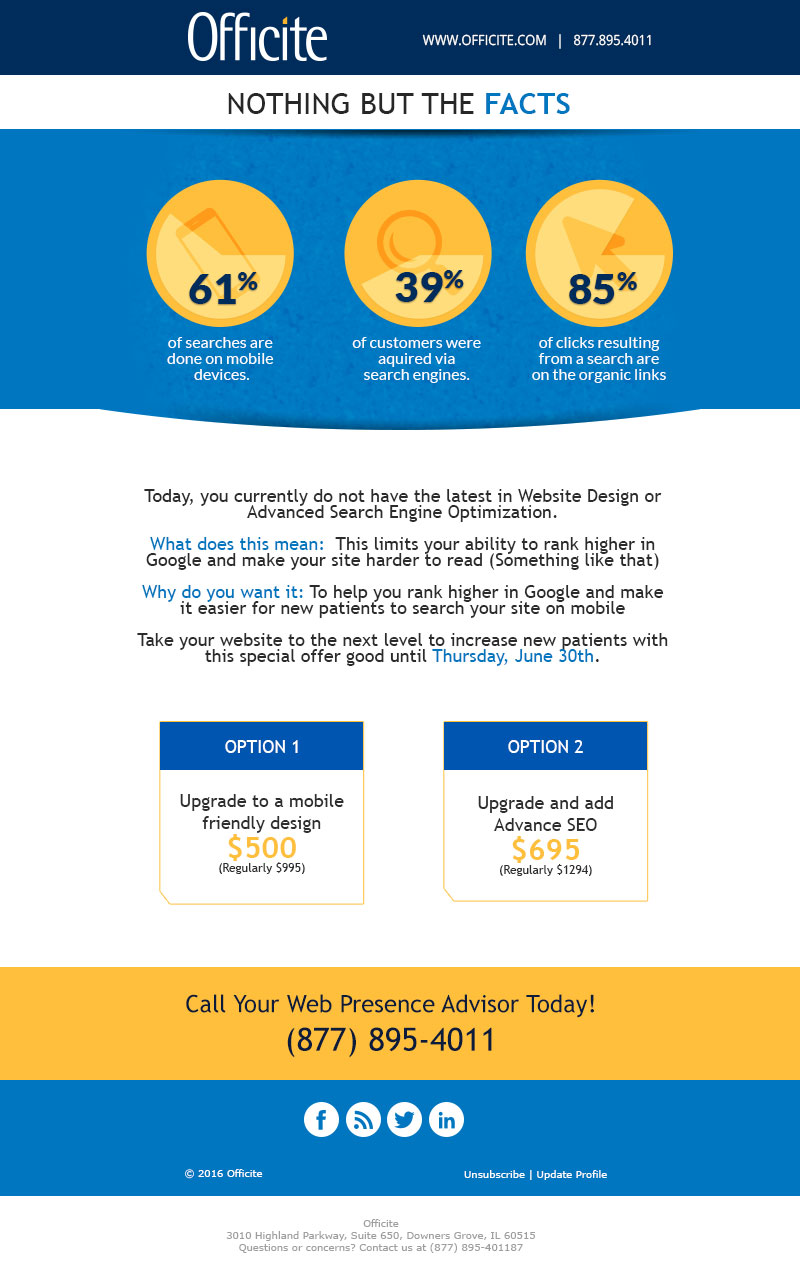 Officite
WWW.OFFICITE.COM | 877.895.4011
NOTHING BUT THE FACTS
61%
of searches are
done on mobile
devices.
39%
of customers were
aquired via
search engines.
85%
of clicks resulting
from a search are
on the organic links
Today, you currently do not have the latest in Website Design or
Advanced Search Engine Optimization.
What does this mean: This limits your ability to rank higher in
Google and make your site harder to read (Something like that)
Why do you want it: To help you rank higher in Google and make
it easier for new patients to search your site on mobile
Take your website to the next level to increase new patients with
this special offer good until Thursday, June 30th.
OPTION 1
Upgrade to a mobile
friendly design
$500
(Regularly $995)
OPTION 2
Upgrade and add
Advance SEO
$695
(Regularly $1294)
Call Your Web Presence Advisor Today!
(877) 895-4011
f
in
© 2016 Officite
Unsubscribe | Update Profile
Officite
3010 Highland Parkway, Suite 650, Downers Grove, IL 60515
Questions or concerns? Contact us at (877) 895-401187